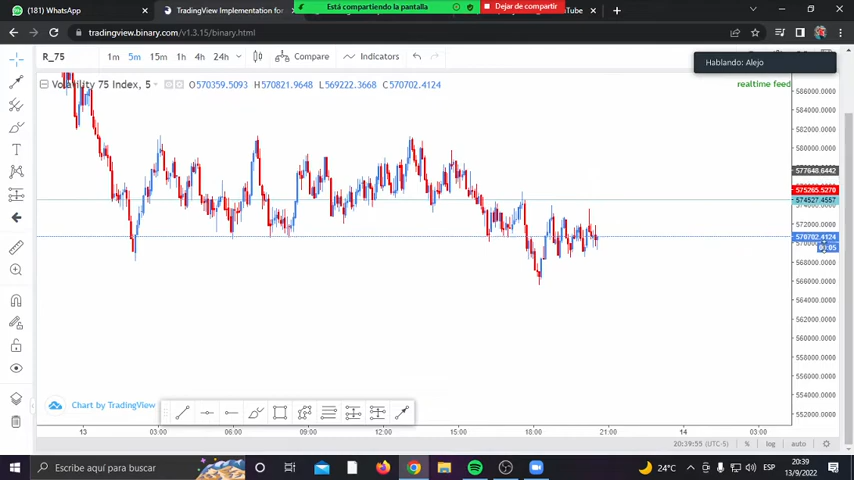 (181) WhatsApp
TradingView Implementation for
Está compartiendo la pantalla
Dejar de compartir
tradingview.binary.com/v1.3.15/binary.html
R_75
1m 5m 15m 1h 4h 24h
Compare
Indicators
Hablando: Alejo
Volatility 75 Index, 5
O570359.5093 H570821.9648 L569222.3668 C570702.4124
realtime feed
586000.0000
584000.0000
582000.0000
580000.0000
577648.6442
575265.5270
574527.4557
572000.0000
570702.4124
00:05
568000.0000
566000.0000
564000.0000
562000.0000
560000.0000
558000.0000
556000.0000
554000.0000
552000.0000
Chart by TradingView
13 03:00 06:00 09:00 12:00 15:00 18:00 21:00 14 03:00
20:39:55 (UTC-5)
% log auto
Escribe aquí para buscar
24°C
ESP
20:39
13/9/2022